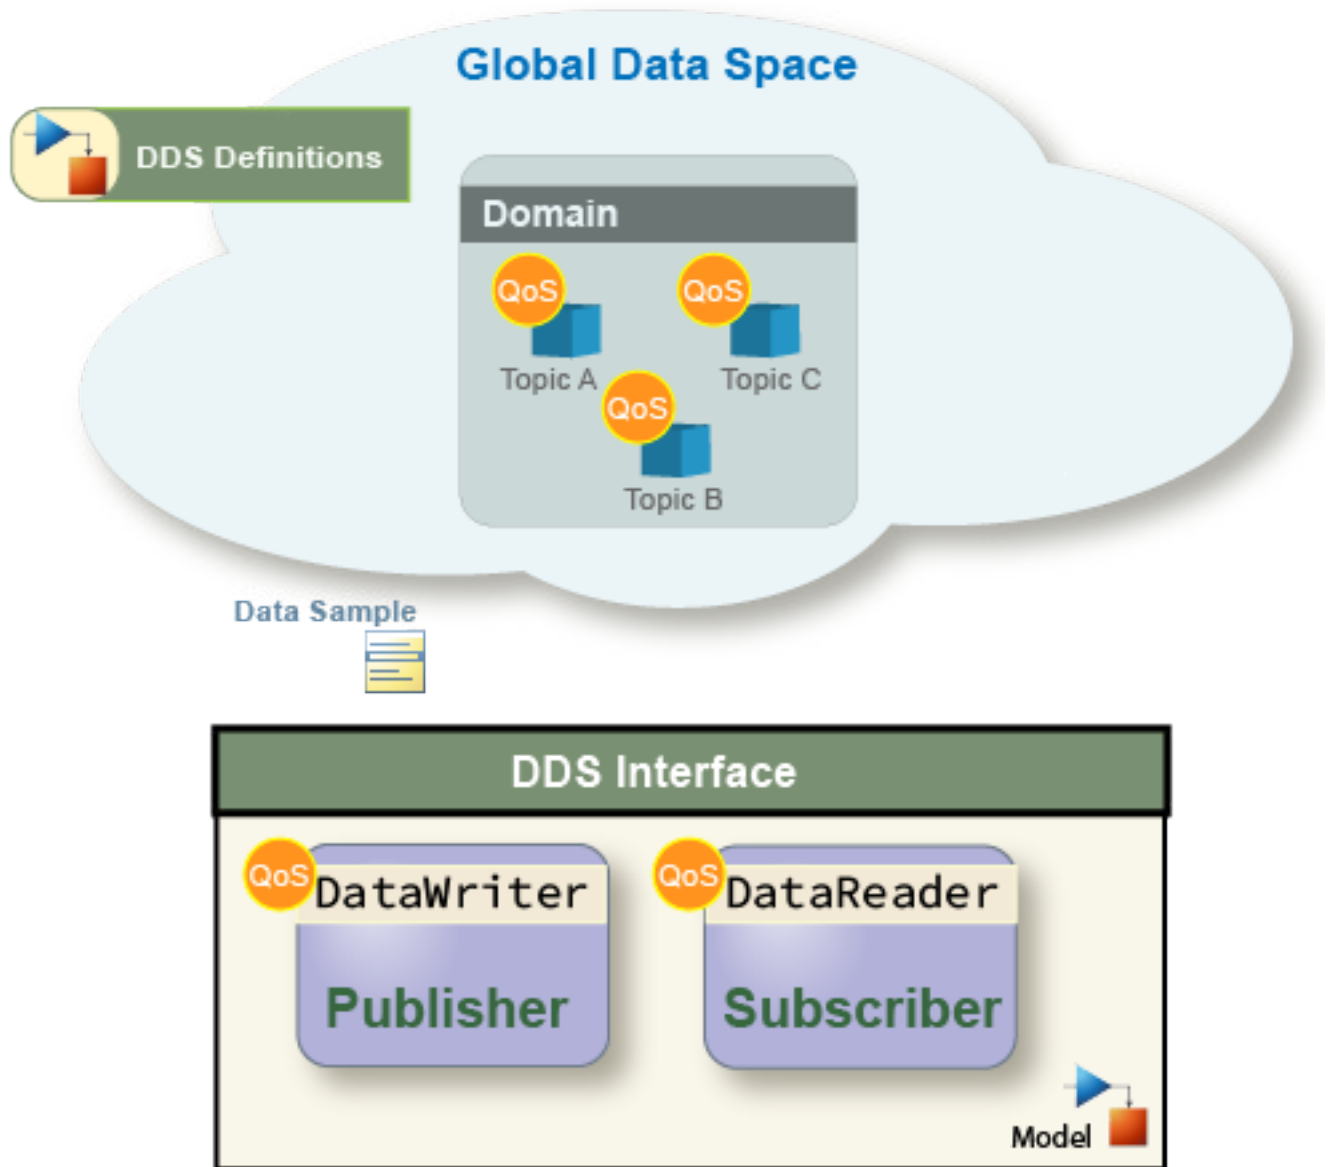 Global Data Space
DDS Definitions
Domain
QoS
QoS
Topic A
Topic C
QoS
Topic B
Data Sample
DDS Interface
QoS
DataWriter
QoS
DataReader
Publisher
Subscriber
Model